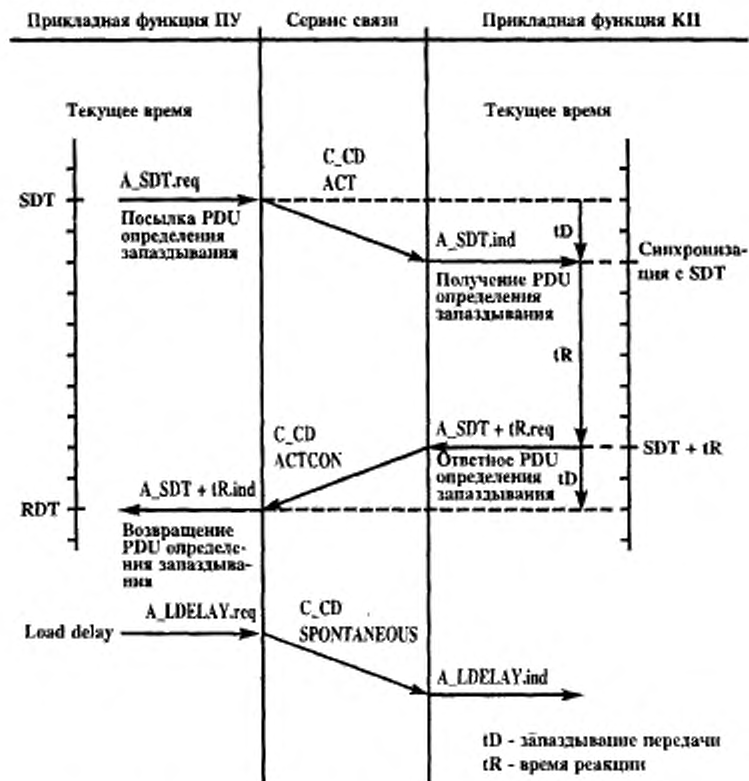 Прикладная функция ПУ
Сервис связи
Прикладная функция КП
Текущее время
Текущее время
C_CD
ACT
A_SDT.req
SDT
Посылка PDU
определения
запаздывания
tD
A_SDT.ind
Синхрониза-
ция с SDT
Получение PDU
определения
запаздывания
tR
C_CD
ACTCON
A_SDT + tR.req
SDT + tR
Ответное PDU
определения
запаздывания
tD
A_SDT + tR.ind
RDT
Возвращение
PDU определе-
ния запаздыва-
ния
A_LDELAY.req
Load delay
C_CD
SPONTANEOUS
A_LDELAY.ind
tD - запаздывание передачи
tR - время реакции